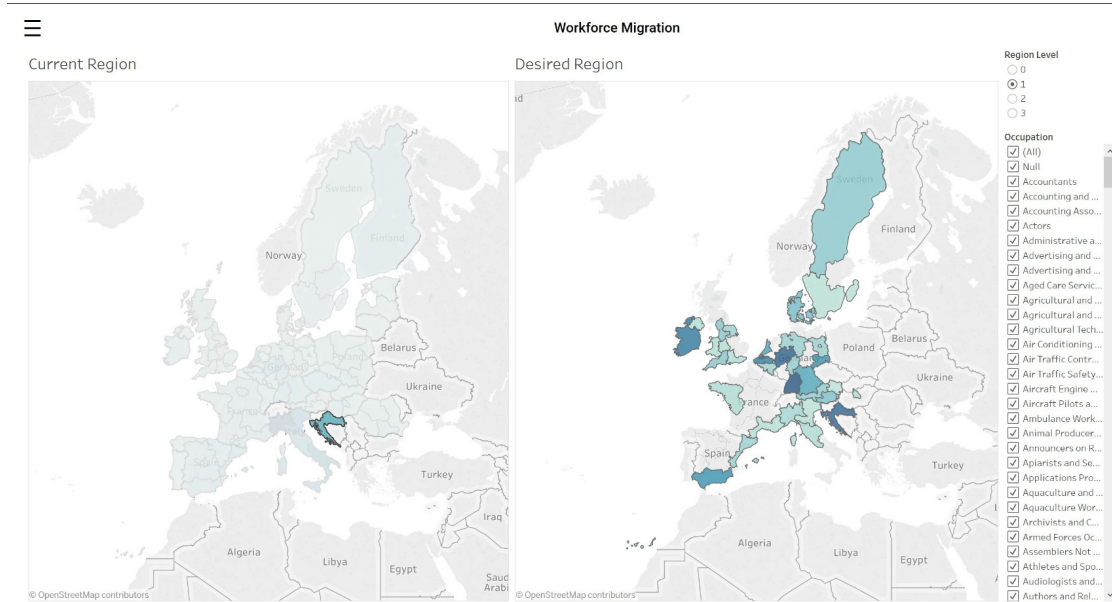 Workforce Migration
Current Region
Desired Region
Region Level
0
1
2
3
Occupation
(All)
Null
Accountants
Accounting and ...
Accounting Asso...
Actors
Administrative a...
Advertising and ...
Advertising and ...
Aged Care Servic...
Agricultural and ...
Agricultural and ...
Agricultural Tech...
Air Conditioning ...
Air Traffic Contr...
Air Traffic Safety...
Aircraft Engine ...
Aircraft Pilots a...
Ambulance Work...
Animal Producer...
Announcers on R...
Apiarists and Se...
Applications Pro...
Aquaculture and ...
Aquaculture Wor...
Archivists and C...
Armed Forces Oc...
Assemblers Not ...
Athletes and Spo...
Audiologists and...
Authors and Rel...
Sweden
Finland
Norway
Belarus
Poland
Ukraine
France
Spain
Turkey
Iraq
Algeria
Libya
Egypt
Saudi
Arabi
© OpenStreetMap contributors
Sweden
Finland
Norway
Belarus
Poland
Ukraine
rance
Spain
Turkey
Algeria
Libya
Egypt
© OpenStreetMap contributors